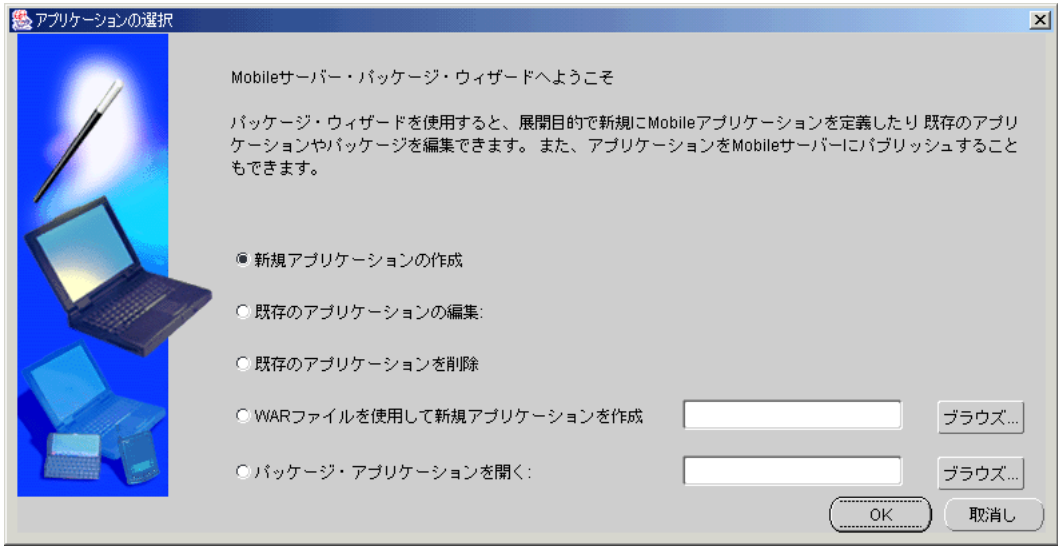 アプリケーションの選択
Mobileサーバー・パッケージ・ウィザードへようこそ
パッケージ・ウィザードを使用すると、展開目的で新規にMobileアプリケーションを定義したり 既存のアプリ
ケーションやパッケージを編集できます。 また、アプリケーションをMobileサーバーにパブリッシュすること
もできます。
新規アプリケーションの作成
既存のアプリケーションの編集:
既存のアプリケーションを削除
WARファイルを使用して新規アプリケーションを作成 ブラウズ...
パッケージ・アプリケーションを開く: ブラウズ...
OK 取消し